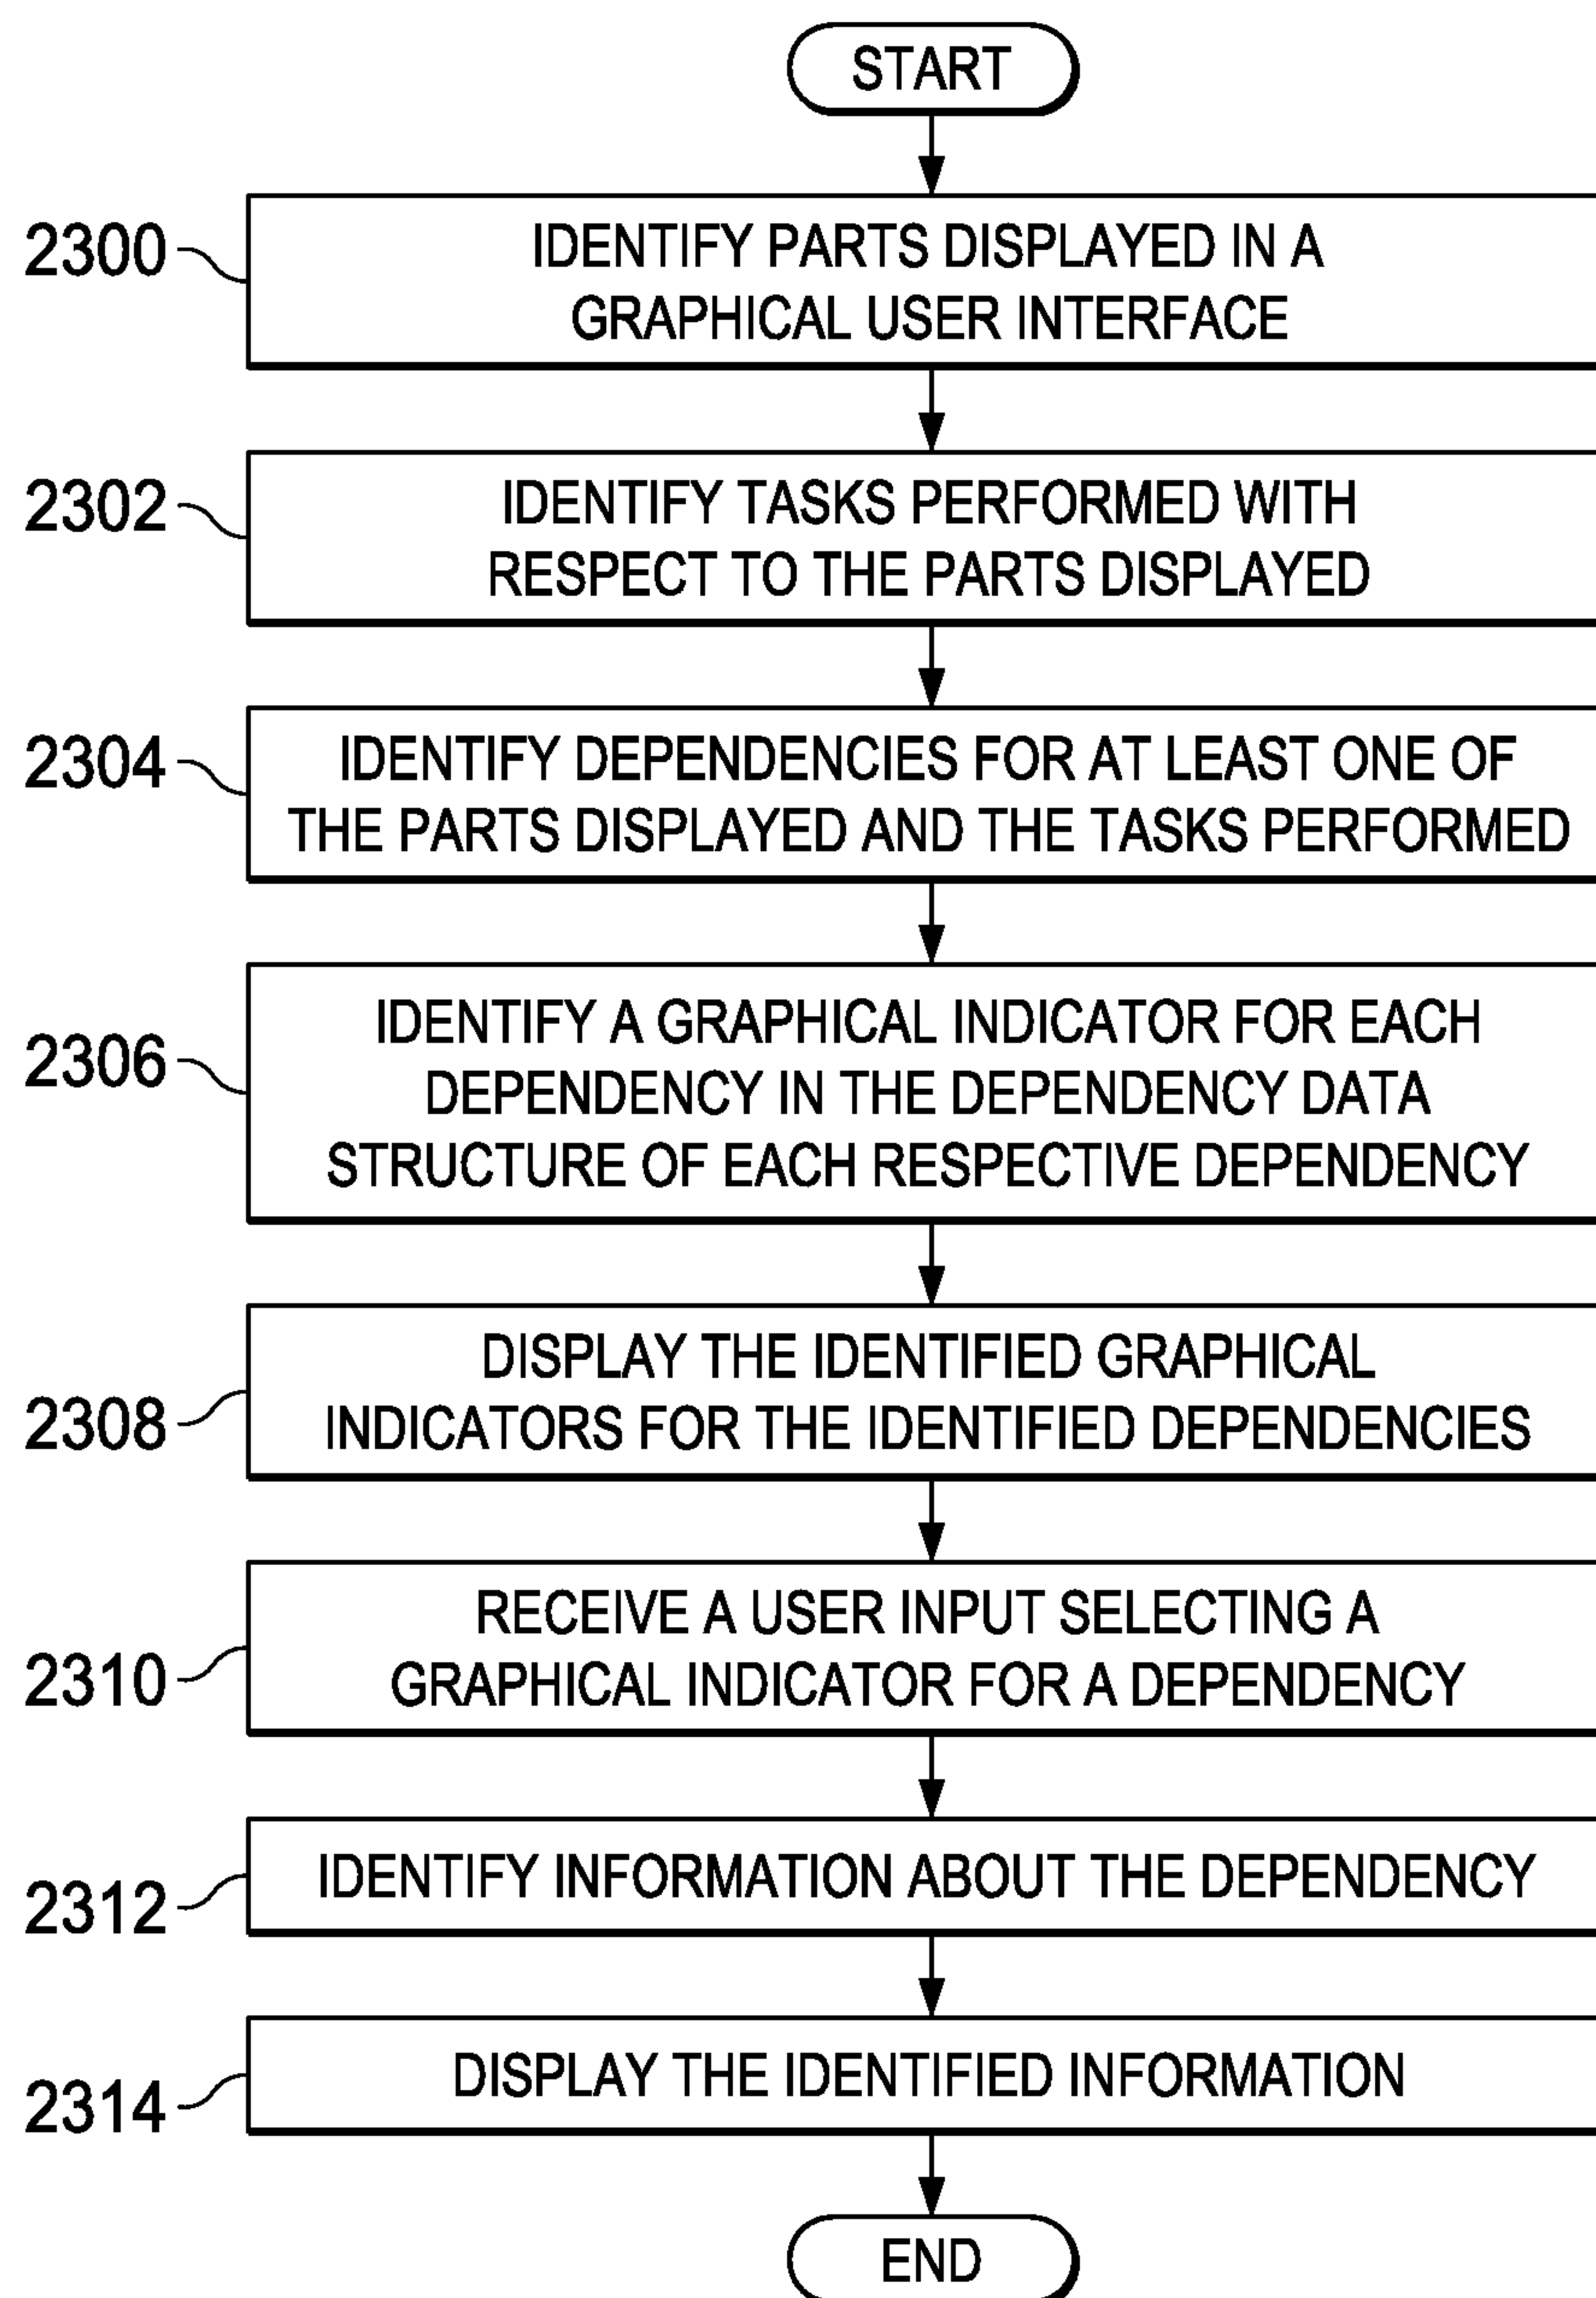 START
2300
IDENTIFY PARTS DISPLAYED IN A
GRAPHICAL USER INTERFACE
2302
IDENTIFY TASKS PERFORMED WITH
RESPECT TO THE PARTS DISPLAYED
2304
IDENTIFY DEPENDENCIES FOR AT LEAST ONE OF
THE PARTS DISPLAYED AND THE TASKS PERFORMED
2306
IDENTIFY A GRAPHICAL INDICATOR FOR EACH
DEPENDENCY IN THE DEPENDENCY DATA
STRUCTURE OF EACH RESPECTIVE DEPENDENCY
2308
DISPLAY THE IDENTIFIED GRAPHICAL
INDICATORS FOR THE IDENTIFIED DEPENDENCIES
2310
RECEIVE A USER INPUT SELECTING A
GRAPHICAL INDICATOR FOR A DEPENDENCY
2312
IDENTIFY INFORMATION ABOUT THE DEPENDENCY
2314
DISPLAY THE IDENTIFIED INFORMATION
END